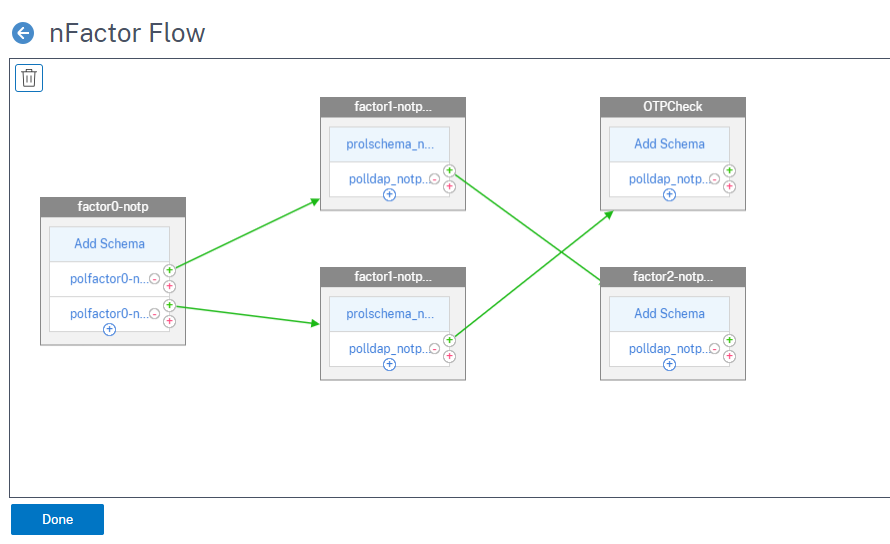 nFactor Flow
factor1-notp...
OTPCheck
prolschema_n...
Add Schema
polldap_notp...
polldap_notp...
factor0-notp
Add Schema
polfactor0-n...
polfactor0-n...
factor1-notp...
factor2-notp...
prolschema_n...
Add Schema
polldap_notp...
polldap_notp...
Done